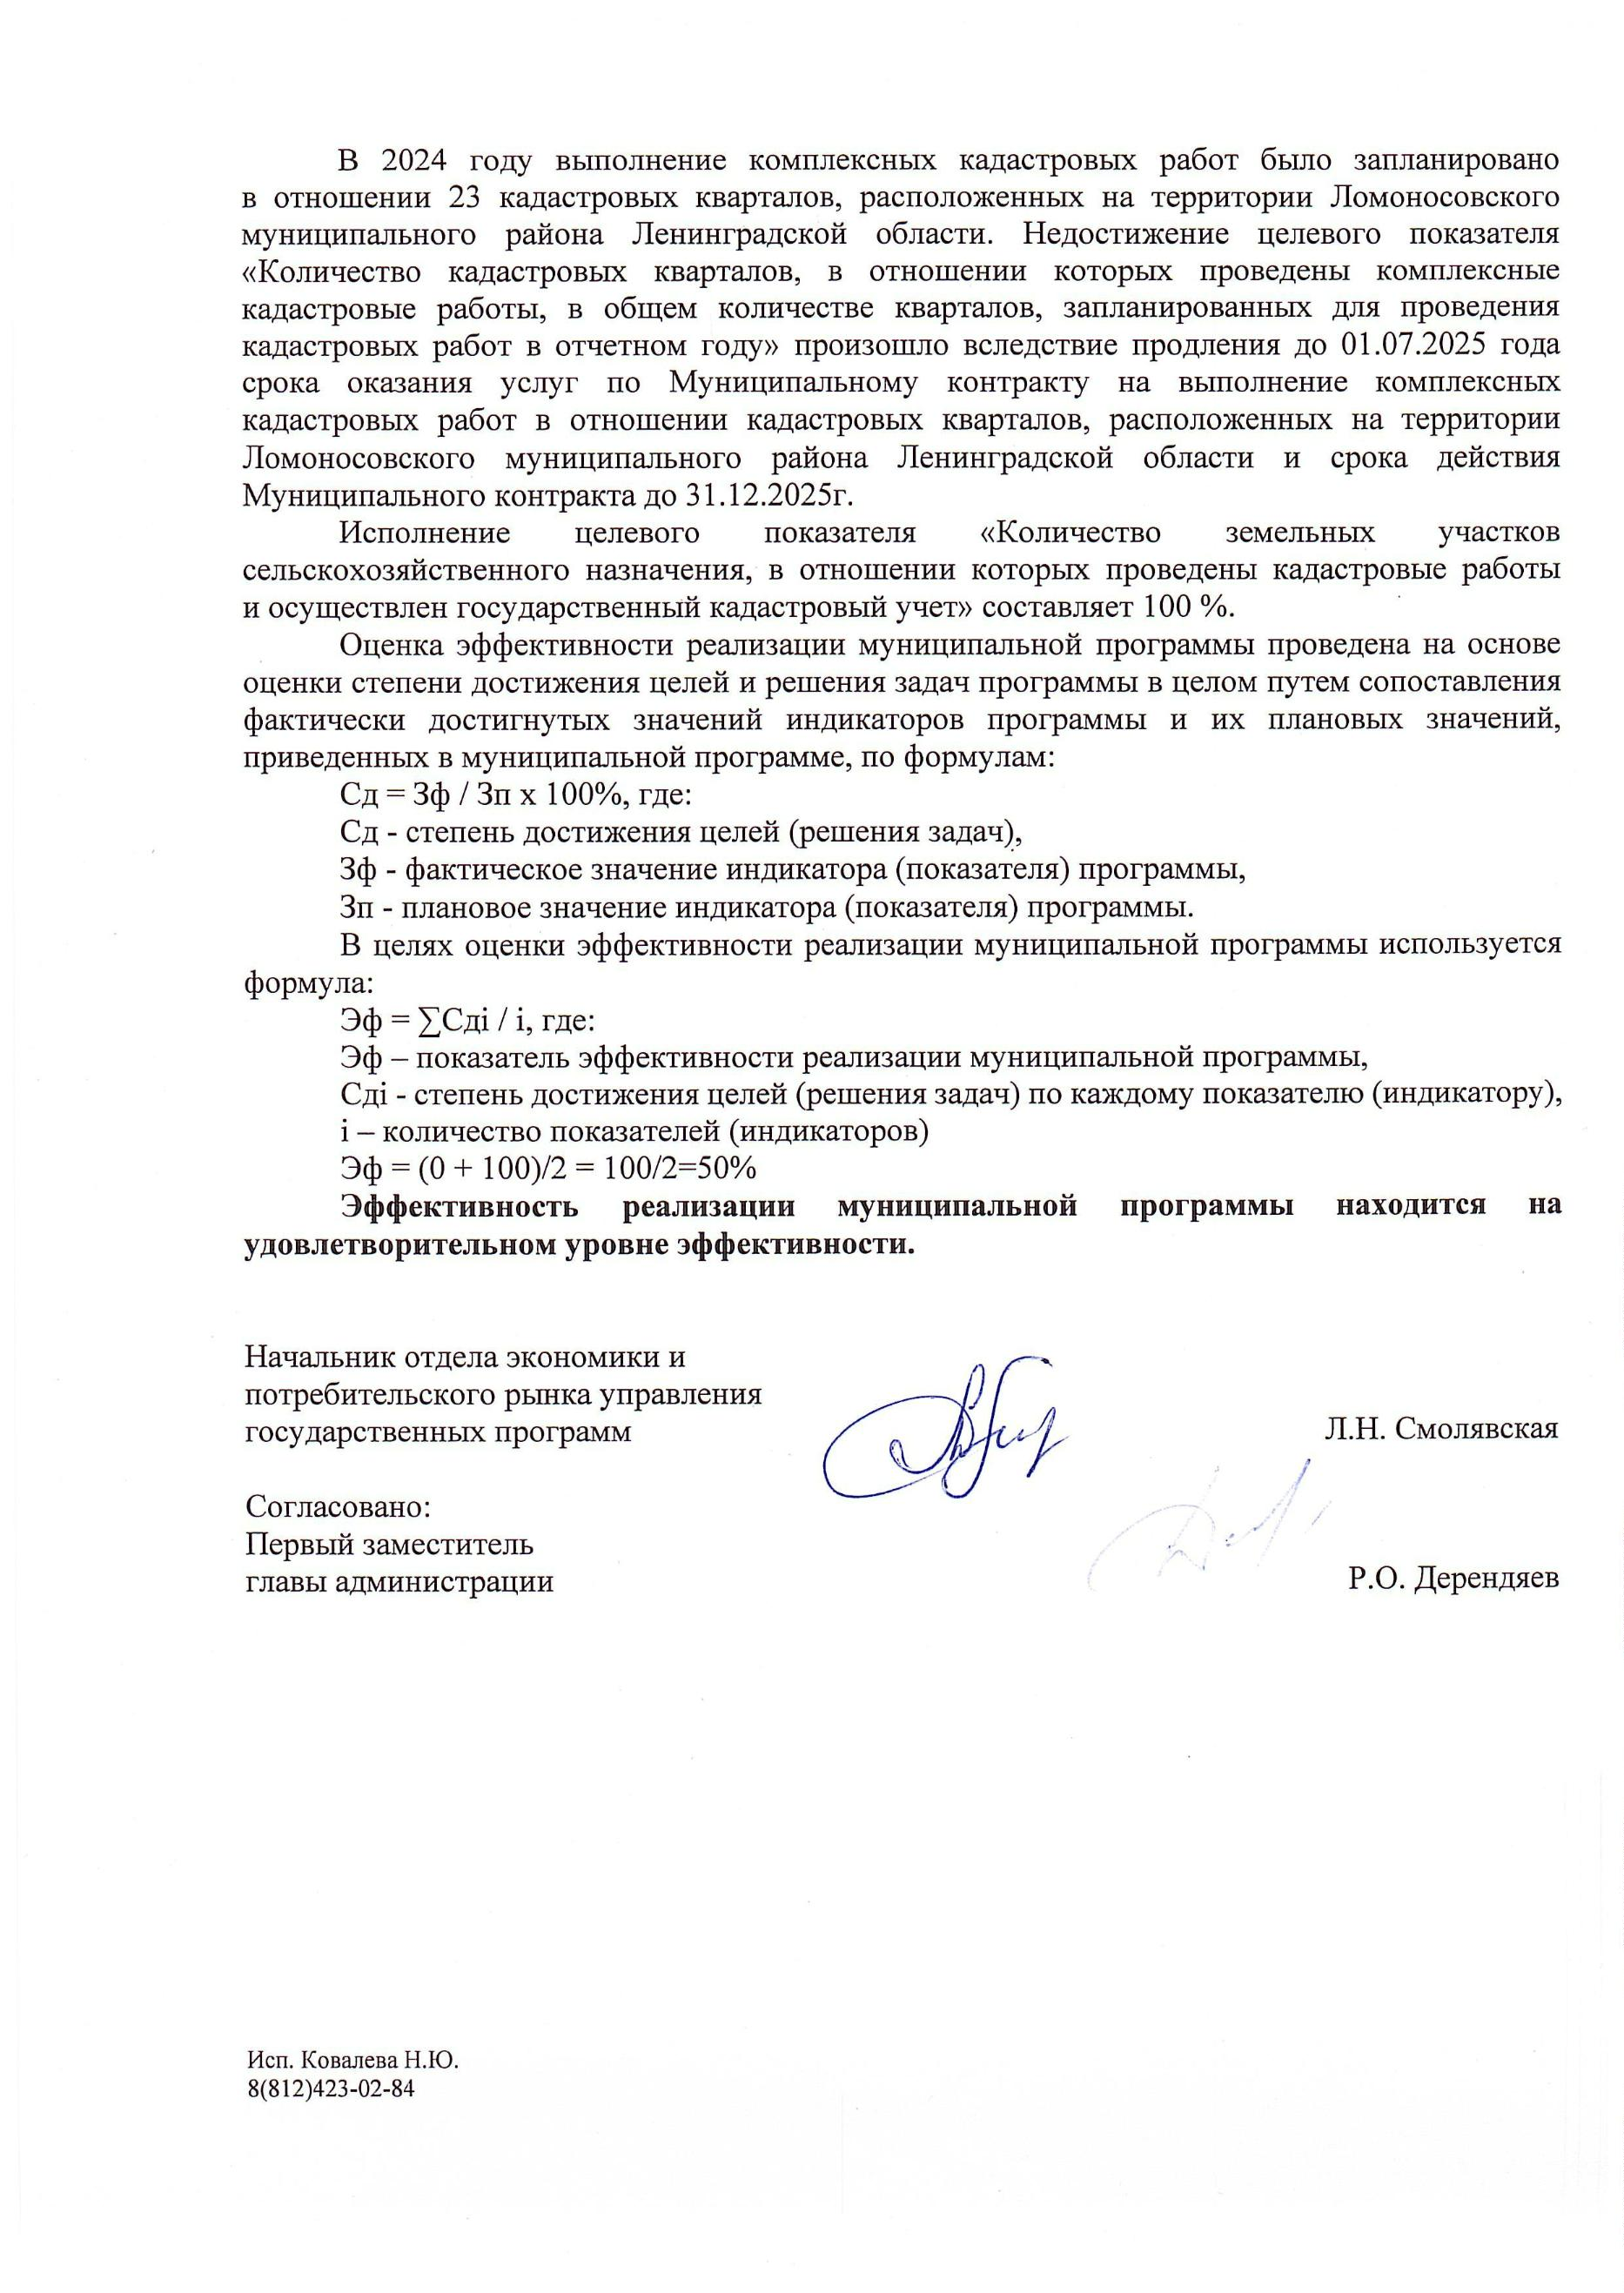 В 2024 году выполнение комплексных кадастровых работ было запланировано
в отношении 23 кадастровых кварталов, расположенных на территории Ломоносовского
муниципального района Ленинградской области. Недостижение целевого показателя
«Количество кадастровых кварталов, в отношении которых проведены комплексные
кадастровые работы, в общем количестве кварталов, запланированных для проведения
кадастровых работ в отчетном году» произошло вследствие продления до 01.07.2025 года
срока оказания услуг по Муниципальному контракту на выполнение комплексных
кадастровых работ в отношении кадастровых кварталов, расположенных на территории
Ломоносовского муниципального района Ленинградской области и срока действия
Муниципального контракта до 31.12.2025г.
Исполнение целевого показателя «Количество земельных участков
сельскохозяйственного назначения, в отношении которых проведены кадастровые работы
и осуществлен государственный кадастровый учет» составляет 100 %.
Оценка эффективности реализации муниципальной программы проведена на основе
оценки степени достижения целей и решения задач программы в целом путем сопоставления
фактически достигнутых значений индикаторов программы и их плановых значений,
приведенных в муниципальной программе, по формулам:
Сд = Зф / Зп х 100%, где:
Сд - степень достижения целей (решения задач),
Зф - фактическое значение индикатора (показателя) программы,
Зп - плановое значение индикатора (показателя) программы.
В целях оценки эффективности реализации муниципальной программы используется
формула:
Эф = ∑Сдi / i, где:
Эф – показатель эффективности реализации муниципальной программы,
Сдi - степень достижения целей (решения задач) по каждому показателю (индикатору),
i – количество показателей (индикаторов)
Эф = (0 + 100)/2 = 100/2=50%
Эффективность реализации муниципальной программы находится на
удовлетворительном уровне эффективности.
Начальник отдела экономики и
потребительского рынка управления
государственных программ Л.Н. Смолявская
Согласовано:
Первый заместитель
главы администрации Р.О. Дерендяев
Исп. Ковалева Н.Ю.
8(812)423-02-84